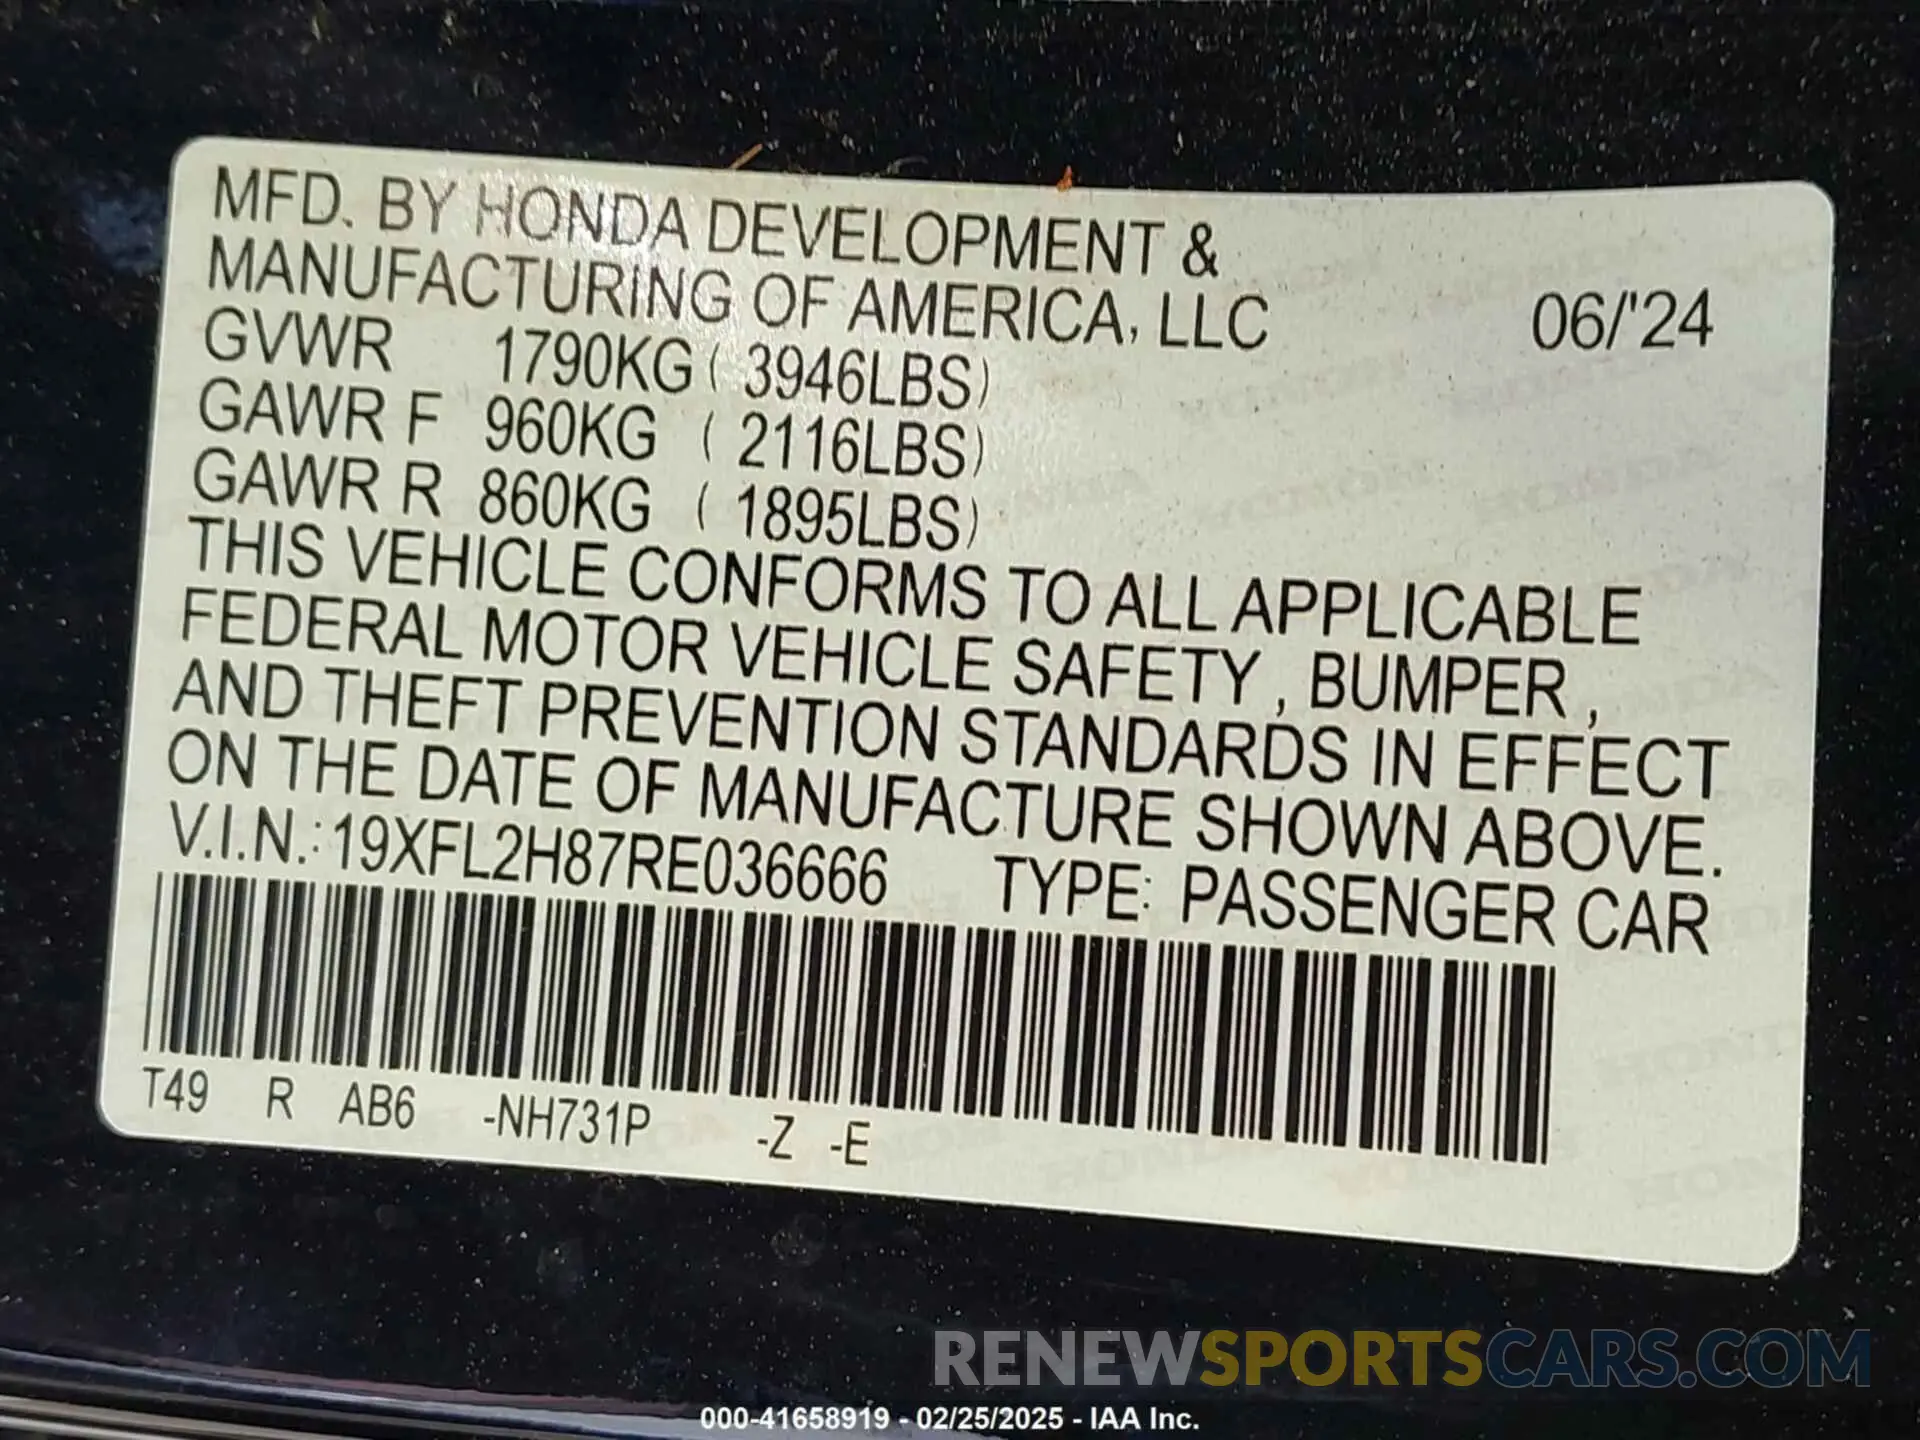 MFD. BY HONDA DEVELOPMENT &
MANUFACTURING OF AMERICA, LLC 06/'24
GVWR 1790KG ( 3946LBS)
GAWR F 960KG ( 2116LBS)
GAWR R 860KG ( 1895LBS)
THIS VEHICLE CONFORMS TO ALL APPLICABLE
FEDERAL MOTOR VEHICLE SAFETY , BUMPER ,
AND THEFT PREVENTION STANDARDS IN EFFECT
ON THE DATE OF MANUFACTURE SHOWN ABOVE.
V.I.N.: 19XFL2H87RE036666 TYPE: PASSENGER CAR
T49 R AB6 -NH731P -Z -E
RENEWSPORTSCARS.COM
000-41658919 - 02/25/2025 - IAA Inc.